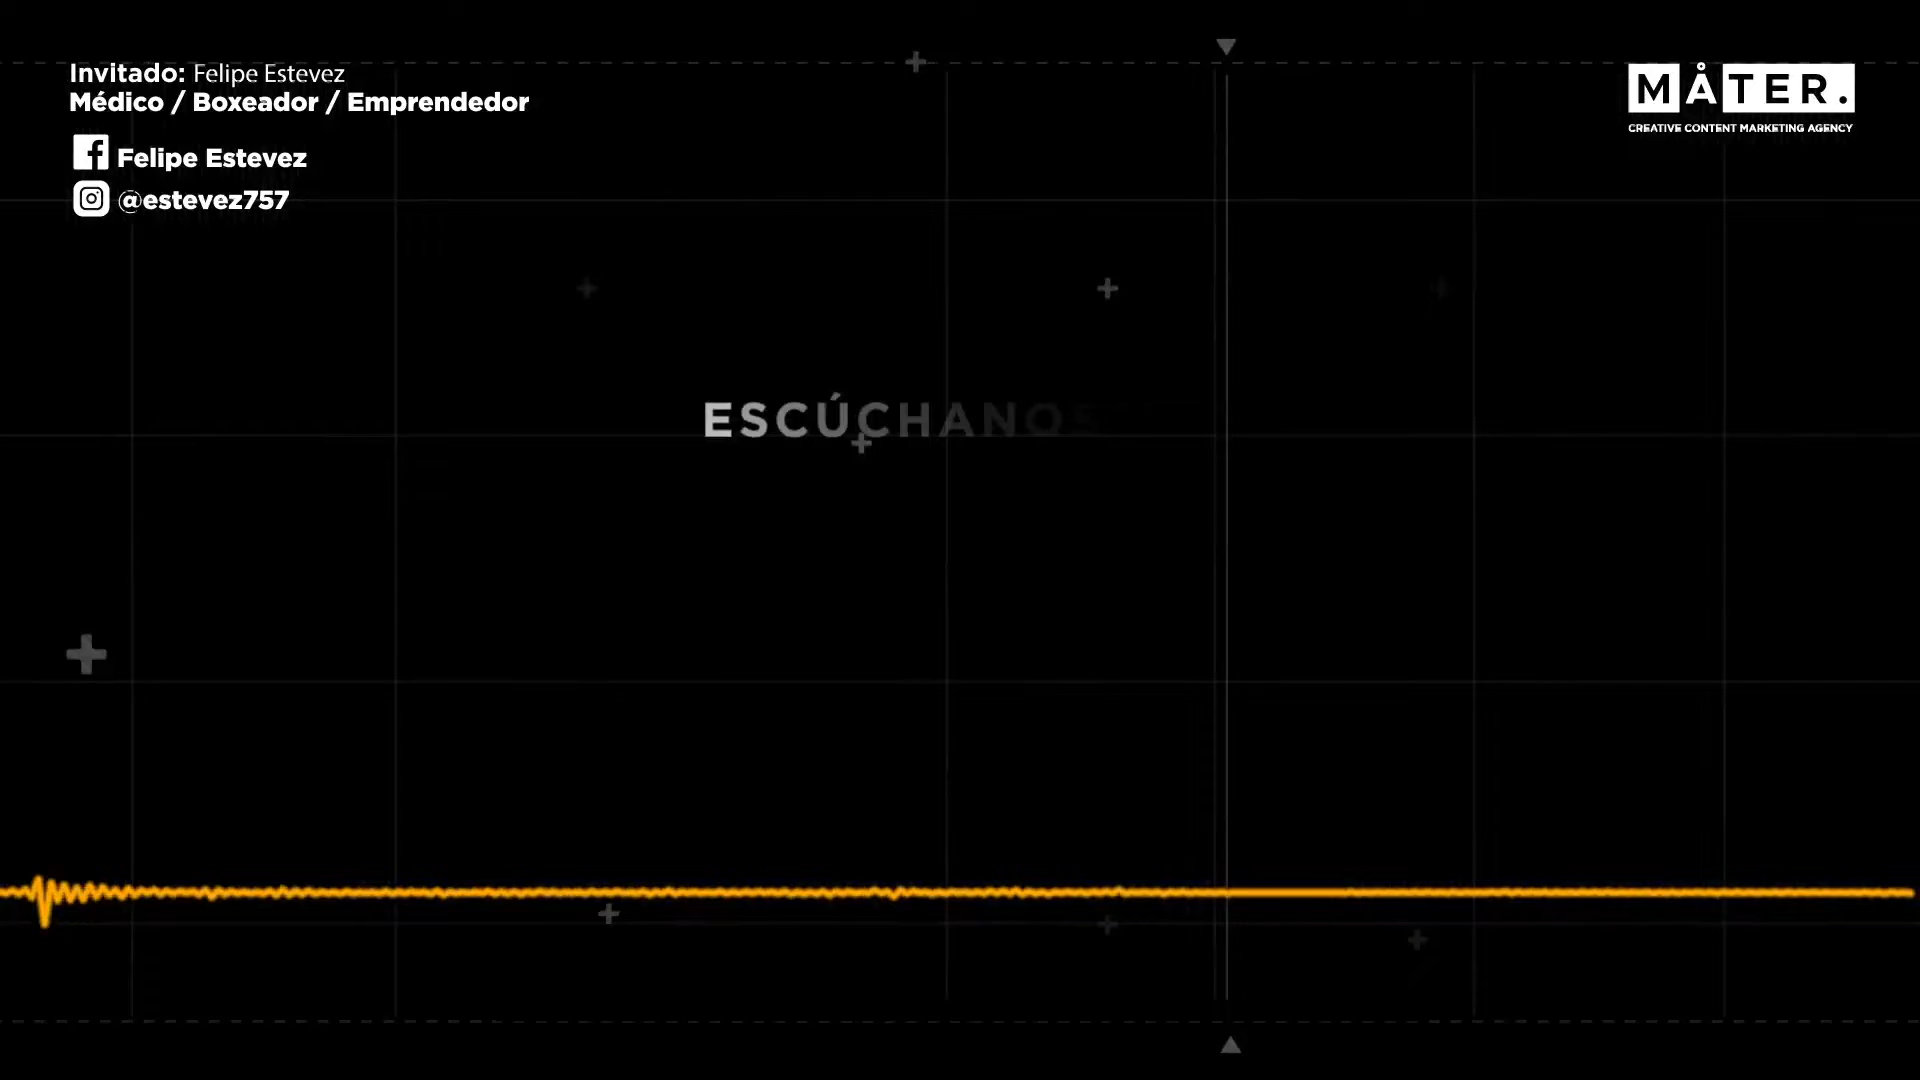 Invitado: Felipe Estevez
Médico / Boxeador / Emprendedor
Felipe Estevez
@estevez757
MÅTER.
CREATIVE CONTENT MARKETING AGENCY
ESCÚCHANOS